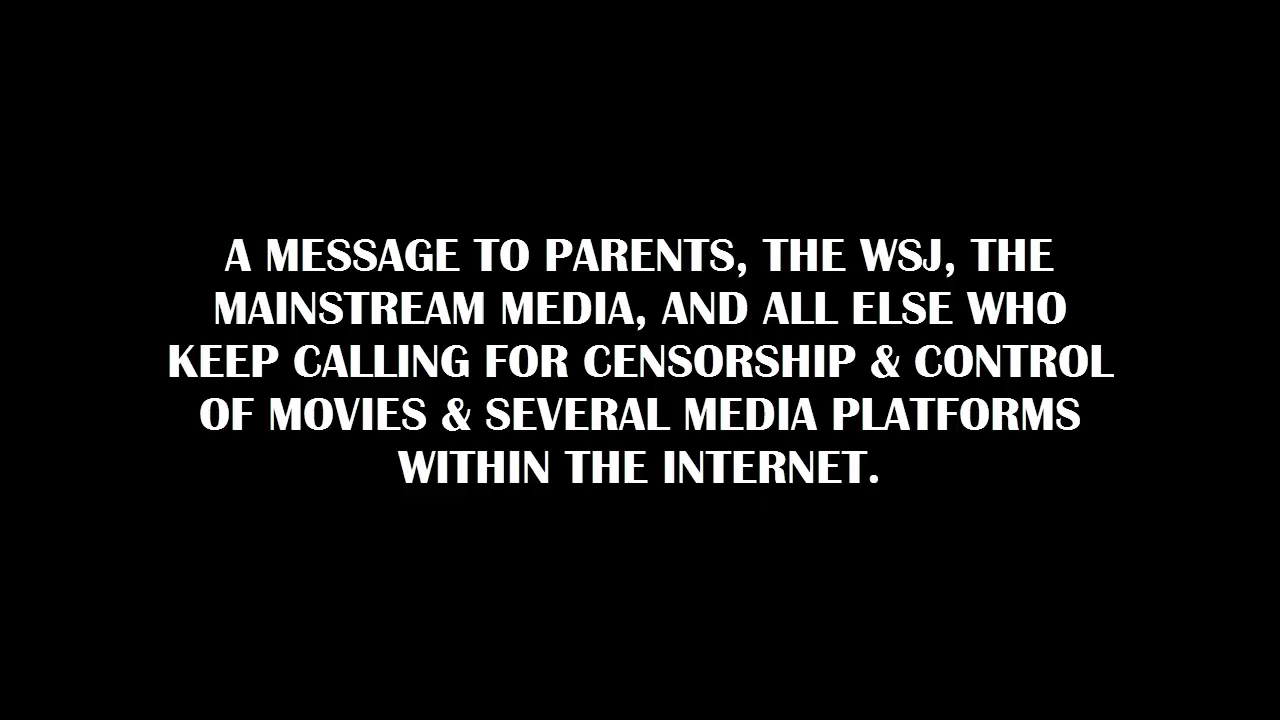 A MESSAGE TO PARENTS, THE WSJ, THE
MAINSTREAM MEDIA, AND ALL ELSE WHO
KEEP CALLING FOR CENSORSHIP & CONTROL
OF MOVIES & SEVERAL MEDIA PLATFORMS
WITHIN THE INTERNET.